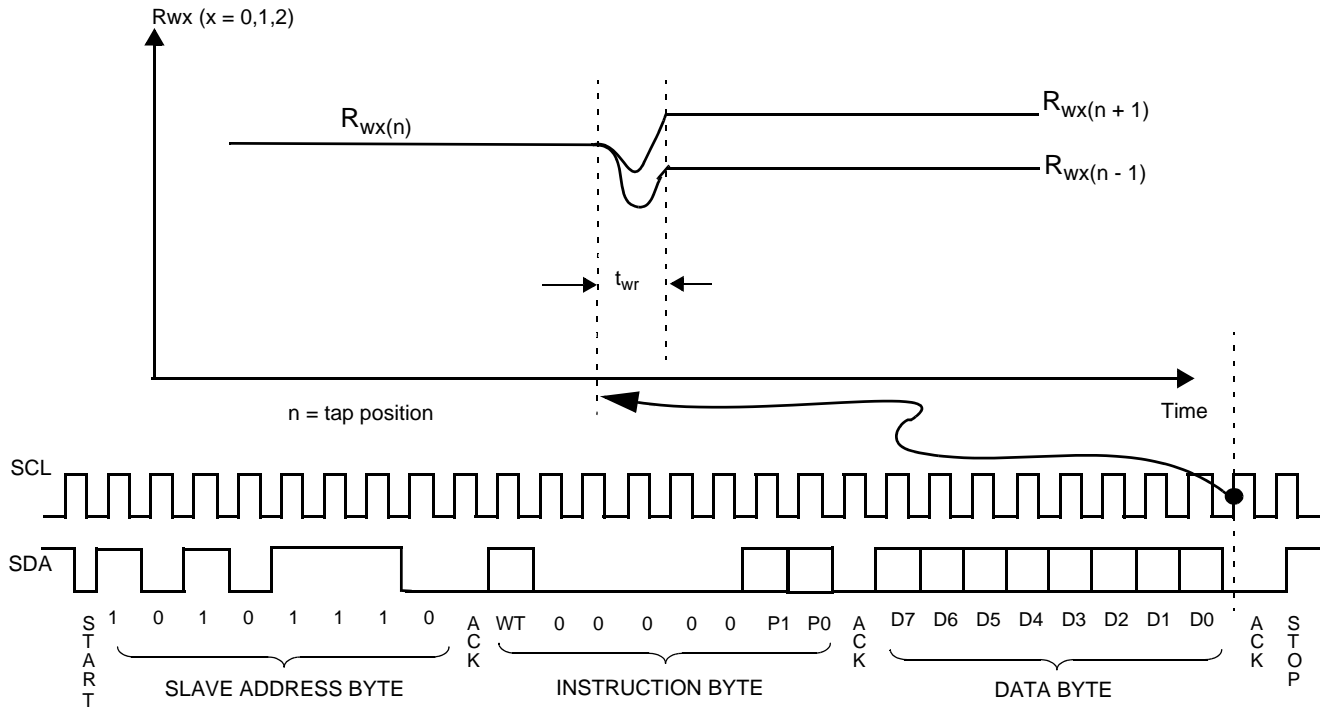 Rwx (x = 0,1,2)
Rwx(n)
Rwx(n + 1)
Rwx(n - 1)
twr
n = tap position
Time
SCL
SDA
START 1 0 1 0 1 1 1 0 ACK WT 0 0 0 0 0 P1 P0 ACK D7 D6 D5 D4 D3 D2 D1 D0 ACK STOP
SLAVE ADDRESS BYTE INSTRUCTION BYTE DATA BYTE